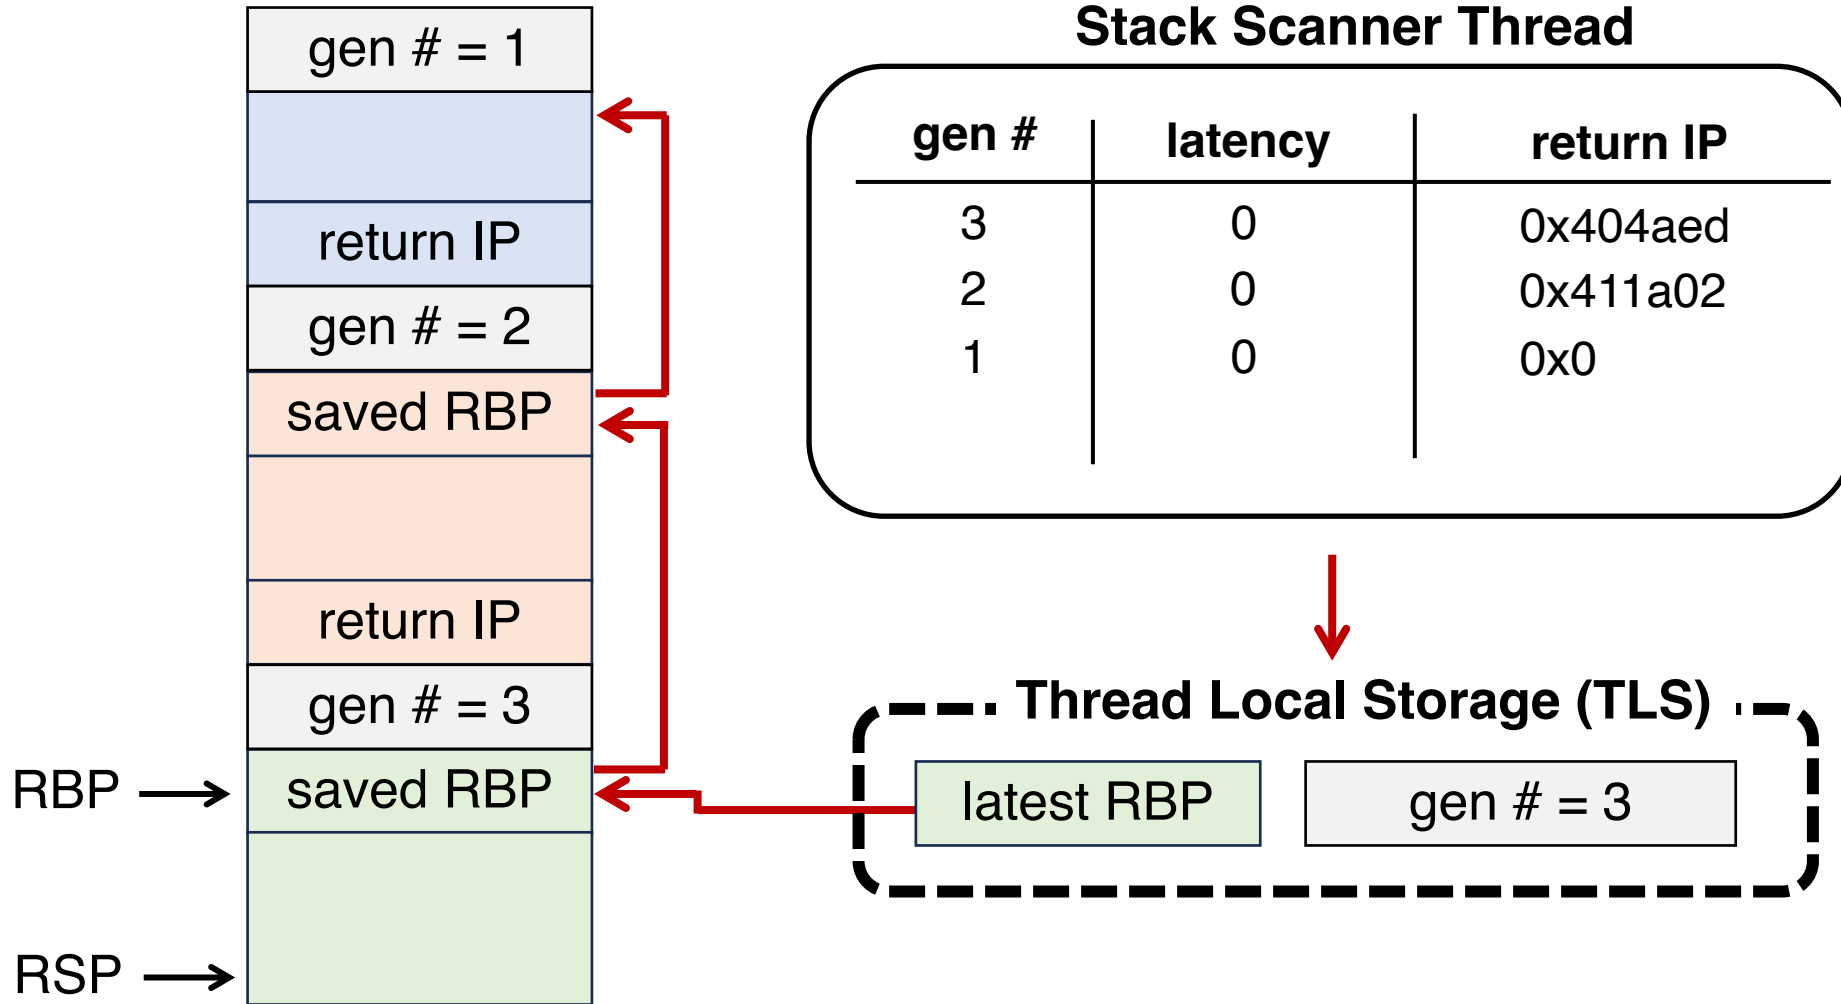 gen # = 1
return IP
gen # = 2
saved RBP
return IP
gen # = 3
RBP
saved RBP
RSP
Stack Scanner Thread
gen # latency return IP
3 0 0x404aed
2 0 0x411a02
1 0 0x0
Thread Local Storage (TLS)
latest RBP gen # = 3